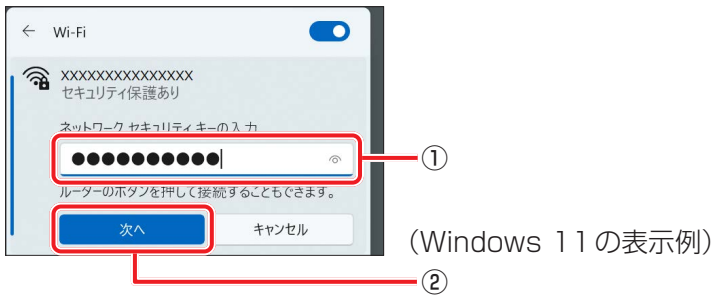 ← Wi-Fi
XXXXXXXXXXXXXXX
セキュリティ保護あり
ネットワーク セキュリティ キーの入力
●●●●●●●●●●
①
ルーターのボタンを押して接続することもできます。
次へ キャンセル
（Windows 11の表示例）
②